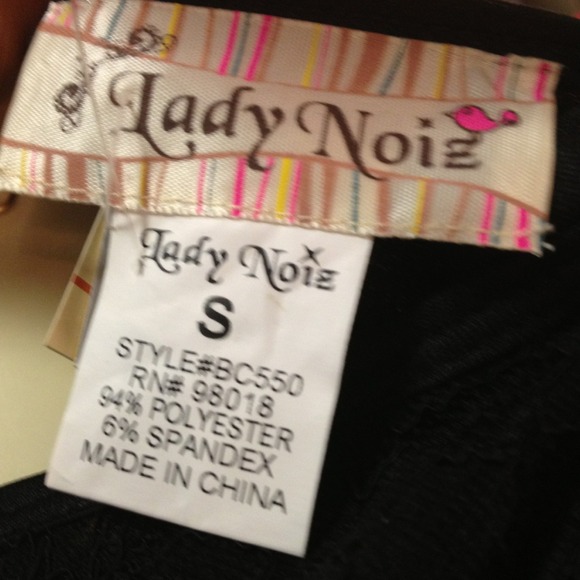 Lady Noiz
Lady Noiz
S
STYLE#BC550
RN# 98018
94% POLYESTER
6% SPANDEX
MADE IN CHINA